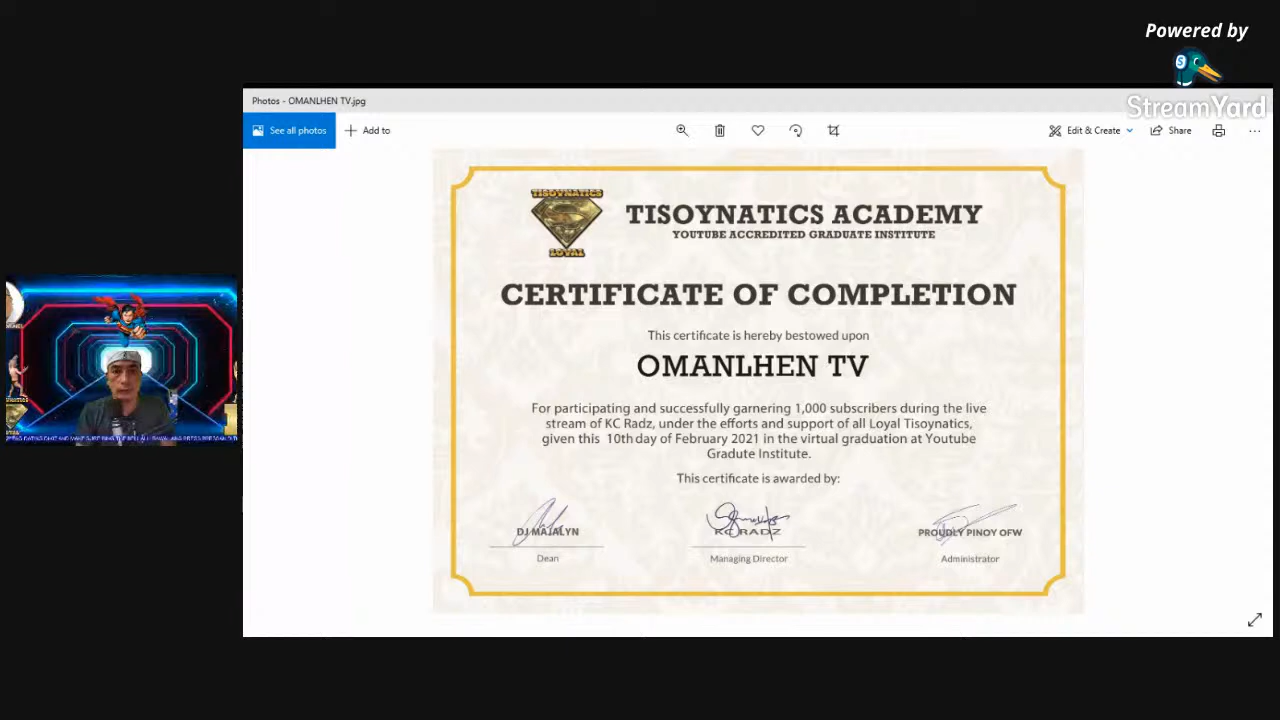 Powered by
StreamYard
Photos - OMANLHEN TV.jpg
See all photos
Add to
Edit & Create
Share
TISOYNATICS
LOYAL
TISOYNATICS ACADEMY
YOUTUBE ACCREDITED GRADUATE INSTITUTE
CERTIFICATE OF COMPLETION
This certificate is hereby bestowed upon
OMANLHEN TV
For participating and successfully garnering 1,000 subscribers during the live
stream of KC Radz, under the efforts and support of all Loyal Tisoynatics,
given this 10th day of February 2021 in the virtual graduation at Youtube
Gradute Institute.
This certificate is awarded by:
DJ MAJALYN
KC RADZ
PROUDLY PINOY OFW
Dean
Managing Director
Administrator